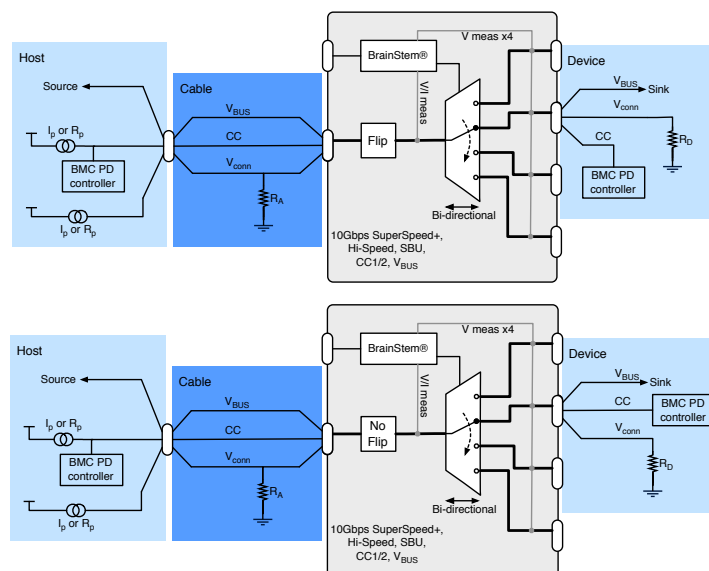 V meas x4
Host
BrainStem®
Device
Source
Cable
V/I meas
VBUS
Sink
VBUS
Vconn
Ip or Rp
CC
Flip
CC
RD
BMC PD
controller
Vconn
BMC PD
controller
RA
Ip or Rp
Bi-directional
10Gbps SuperSpeed+,
Hi-Speed, SBU,
CC1/2, VBUS
V meas x4
Host
BrainStem®
Device
Source
Cable
V/I meas
VBUS
Sink
VBUS
CC
BMC PD
controller
Ip or Rp
CC
No
Flip
Vconn
BMC PD
controller
Vconn
RD
RA
Ip or Rp
Bi-directional
10Gbps SuperSpeed+,
Hi-Speed, SBU,
CC1/2, VBUS